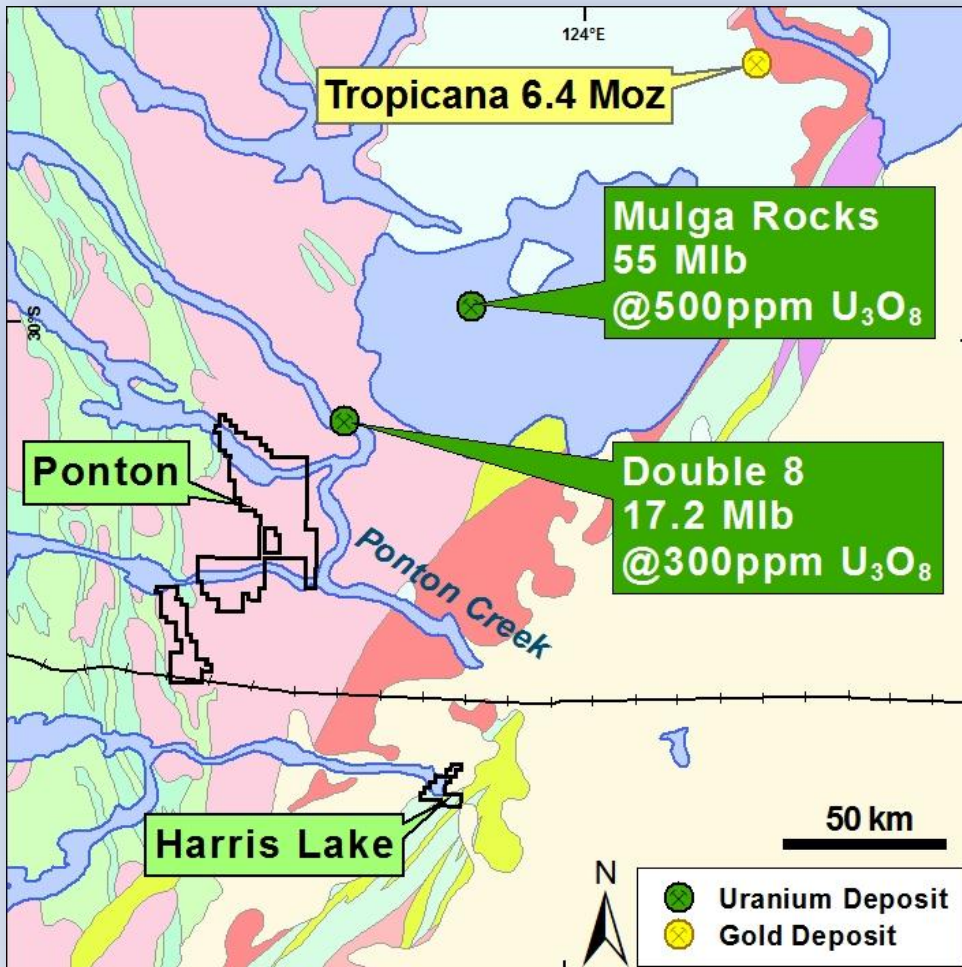 124°E
Tropicana 6.4 Moz
Mulga Rocks
55 Mlb
@500ppm U₃O₈
30°S
Ponton
Double 8
17.2 Mlb
@300ppm U₃O₈
Ponton Creek
50 km
Harris Lake
N
Uranium Deposit
Gold Deposit